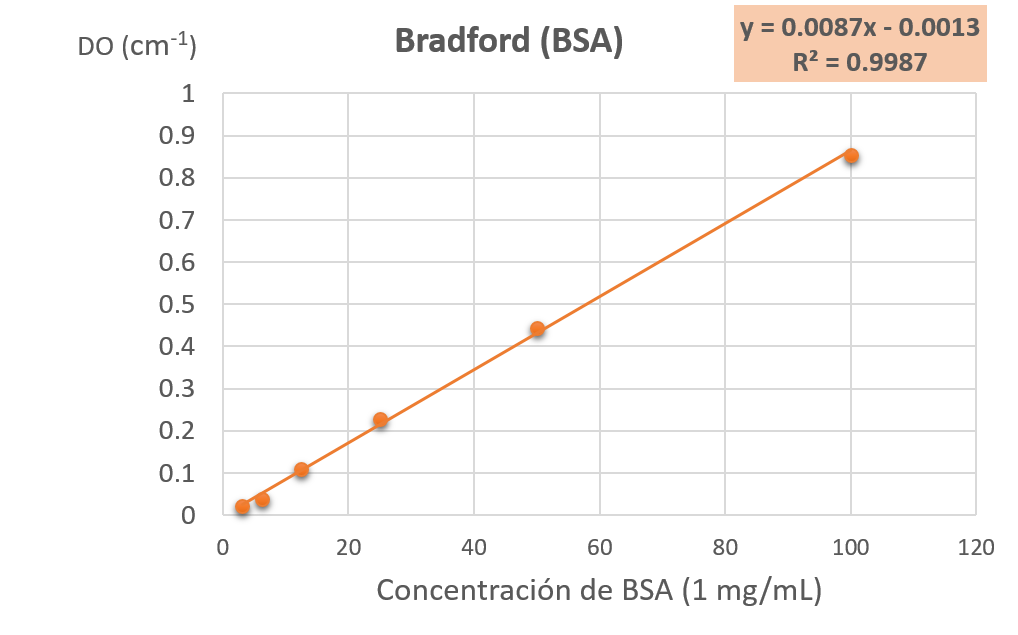 DO (cm⁻¹)
Bradford (BSA)
y = 0.0087x - 0.0013
R² = 0.9987
1
0.9
0.8
0.7
0.6
0.5
0.4
0.3
0.2
0.1
0
0 20 40 60 80 100 120
Concentración de BSA (1 mg/mL)